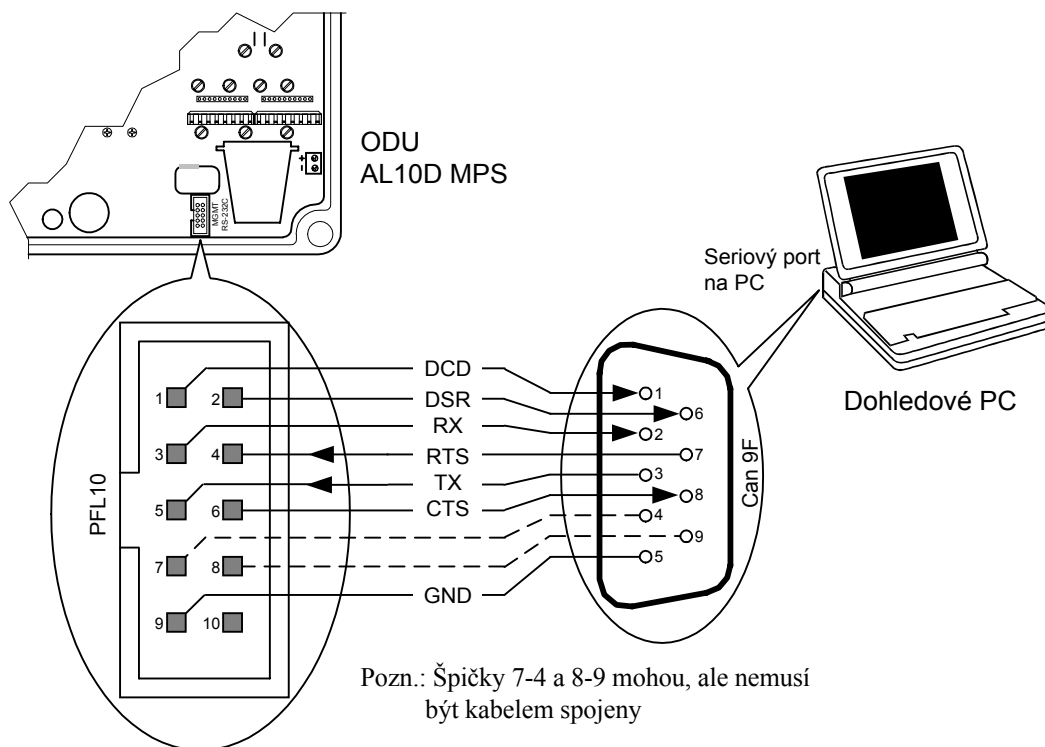 +
-
MGMT
RS-232C
ODU
AL10D MPS
Seriový port
na PC
Dohledové PC
PFL10
1
2
3
4
5
6
7
8
9
10
DCD
DSR
RX
RTS
TX
CTS
GND
1
6
2
7
3
8
4
9
5
Can 9F
Pozn.: Špičky 7-4 a 8-9 mohou, ale nemusí
být kabelem spojeny